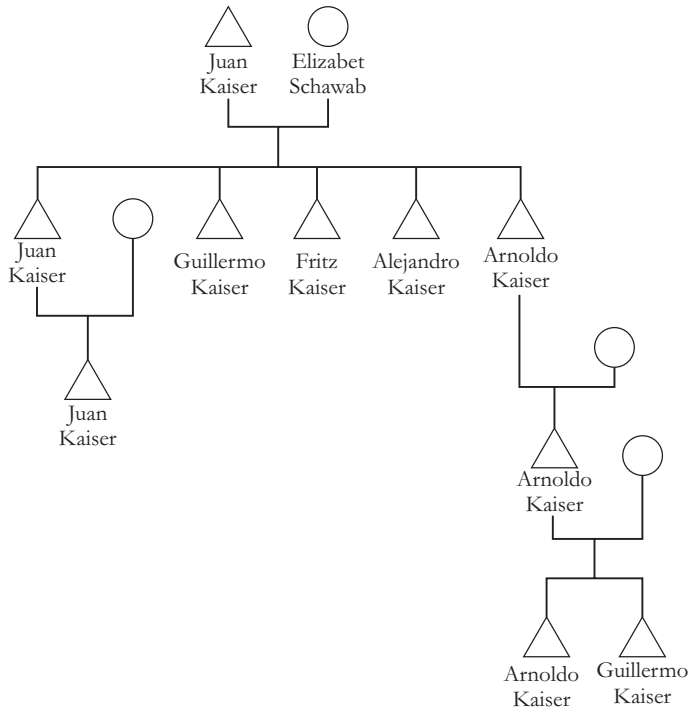 Juan
Kaiser
Elizabet
Schawab
Juan
Kaiser
Guillermo
Kaiser
Fritz
Kaiser
Alejandro
Kaiser
Arnoldo
Kaiser
Juan
Kaiser
Arnoldo
Kaiser
Arnoldo
Kaiser
Guillermo
Kaiser